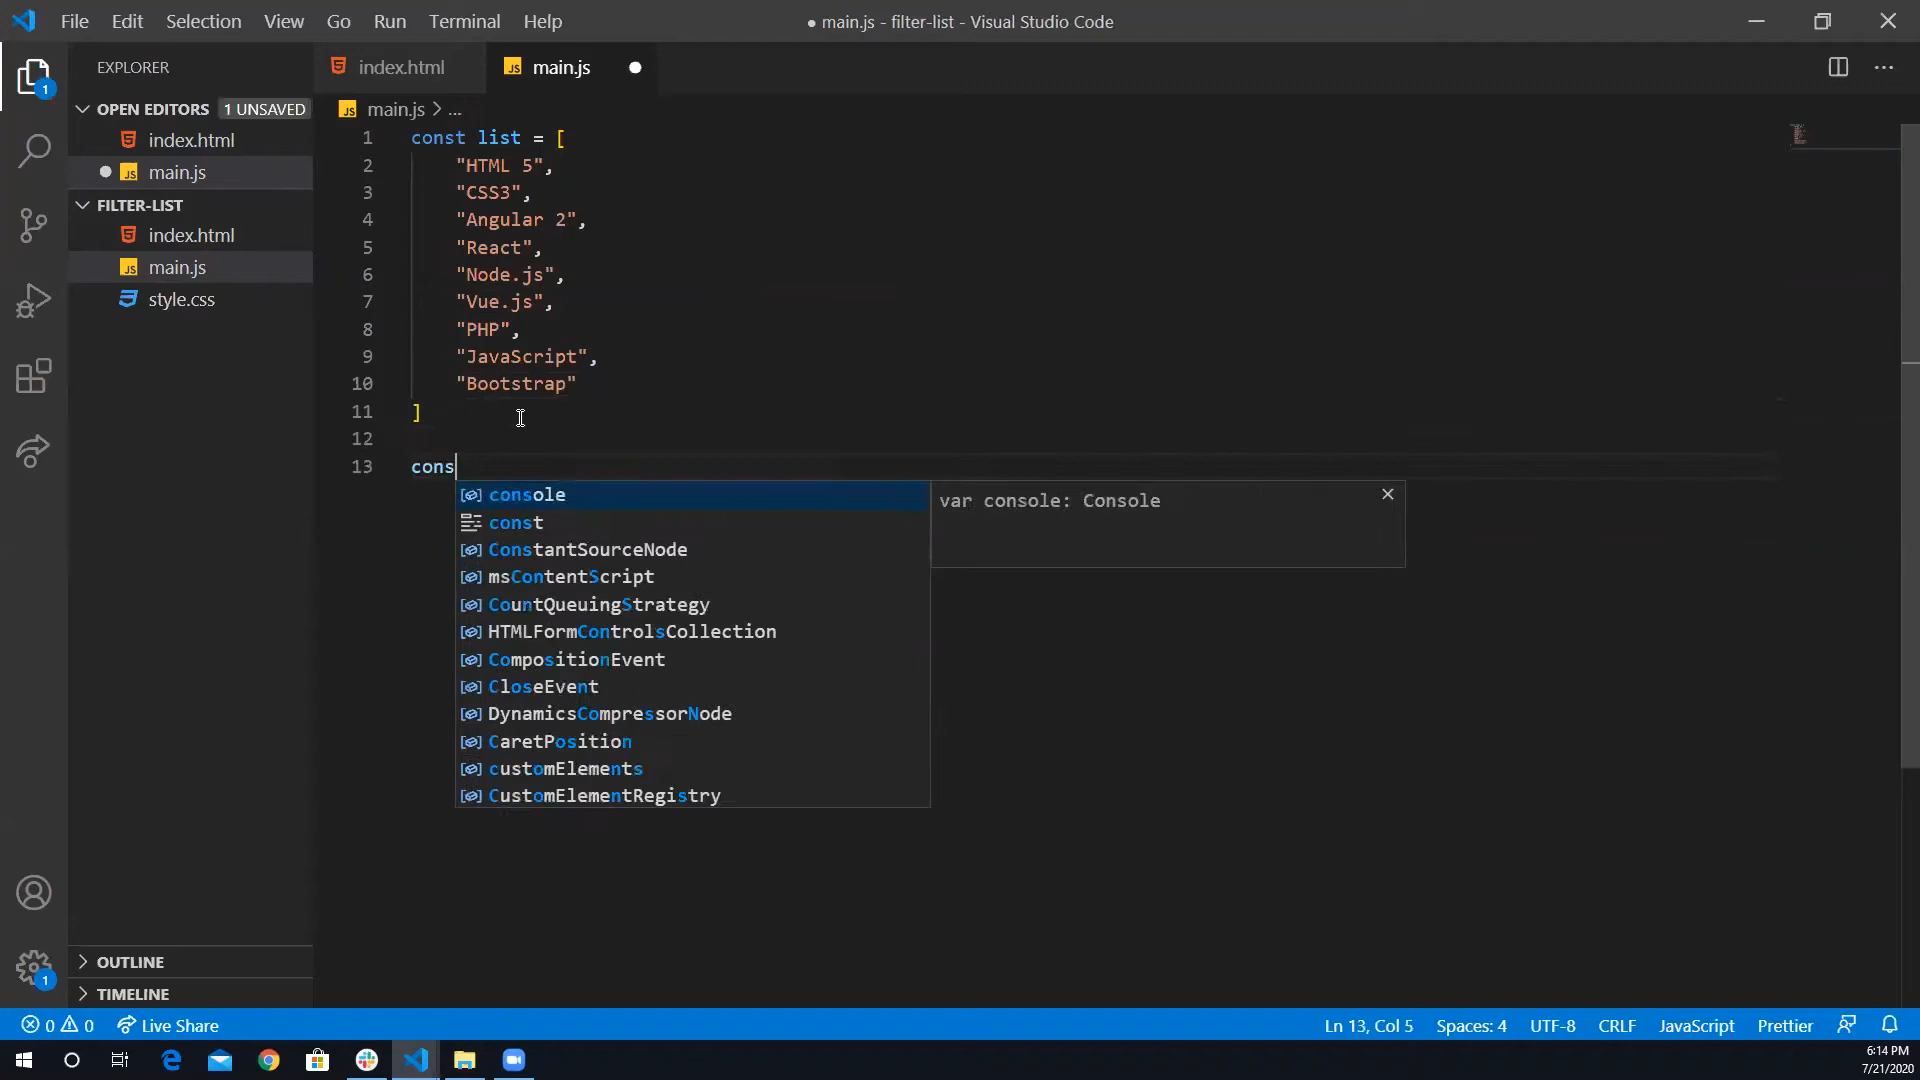 File Edit Selection View Go Run Terminal Help
● main.js - filter-list - Visual Studio Code
EXPLORER
OPEN EDITORS 1 UNSAVED
index.html
main.js
FILTER-LIST
index.html
main.js
style.css
OUTLINE
TIMELINE
1
1
index.html
JS main.js
JS main.js > ...
1 const list = [
2 "HTML 5",
3 "CSS3",
4 "Angular 2",
5 "React",
6 "Node.js",
7 "Vue.js",
8 "PHP",
9 "JavaScript",
10 "Bootstrap"
11 ]
12
13 cons
console
const
ConstantSourceNode
msContentScript
CountQueuingStrategy
HTMLFormControlsCollection
CompositionEvent
CloseEvent
DynamicsCompressorNode
CaretPosition
customElements
CustomElementRegistry
var console: Console
0 0 Live Share
Ln 13, Col 5 Spaces: 4 UTF-8 CRLF JavaScript Prettier
6:14 PM
7/21/2020